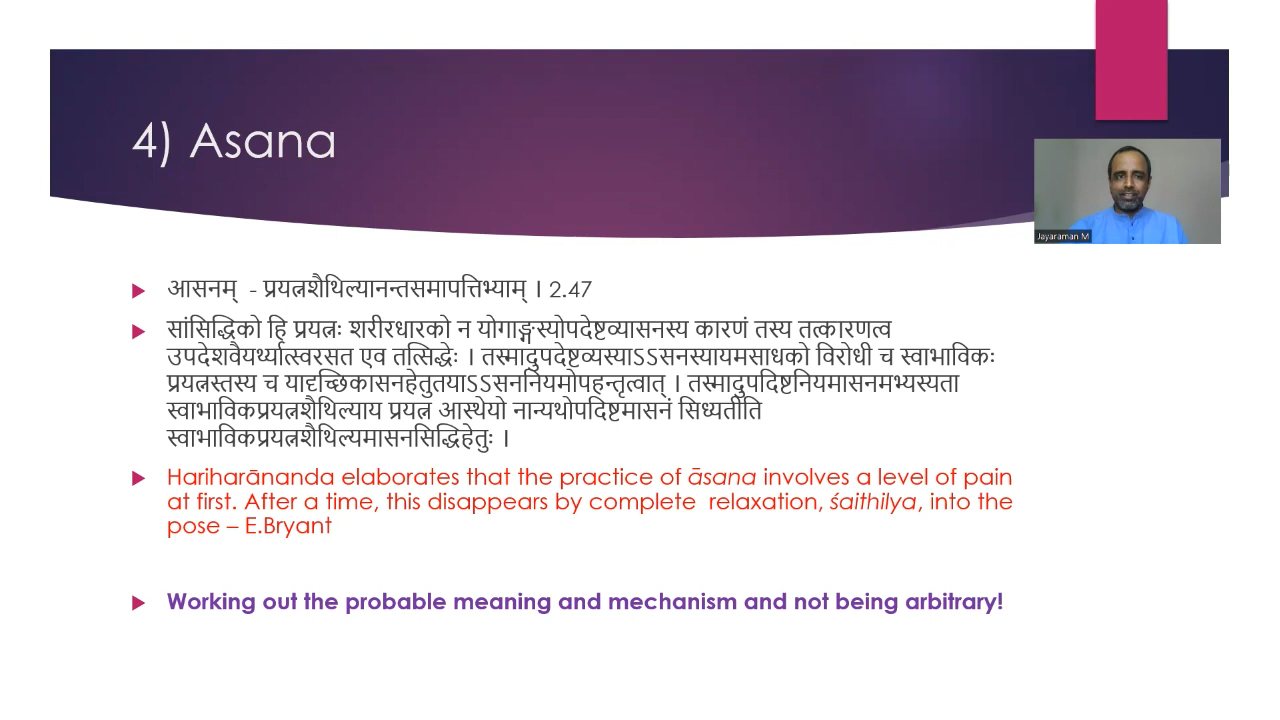 4) Asana
Jayaraman M
आसनम् - प्रयत्नशैथिल्यानन्तसमापत्तिभ्याम् । 2.47
सांसिद्धिको हि प्रयत्नः शरीरधारको न योगाङ्गस्योपदेष्टव्यासनस्य कारणं तस्य तत्कारणत्व
उपदेशवैयर्थ्यात्स्वरसत एव तत्सिद्धेः । तस्मादुपदेष्टव्यस्याऽऽसनस्यायमसाधको विरोधी च स्वाभाविकः
प्रयत्नस्तस्य च यादृच्छिकासनहेतुतयाऽऽसननियमोपहन्तृत्वात् । तस्मादुपदिष्टनियमासनमभ्यस्यता
स्वाभाविकप्रयत्नशैथिल्याय प्रयत्न आस्थेयो नान्यथोपदिष्टमासनं सिध्यतीति
स्वाभाविकप्रयत्नशैथिल्यमासनसिद्धिहेतुः ।
Hariharānanda elaborates that the practice of āsana involves a level of pain
at first. After a time, this disappears by complete relaxation, śaithilya, into the
pose – E.Bryant
Working out the probable meaning and mechanism and not being arbitrary!